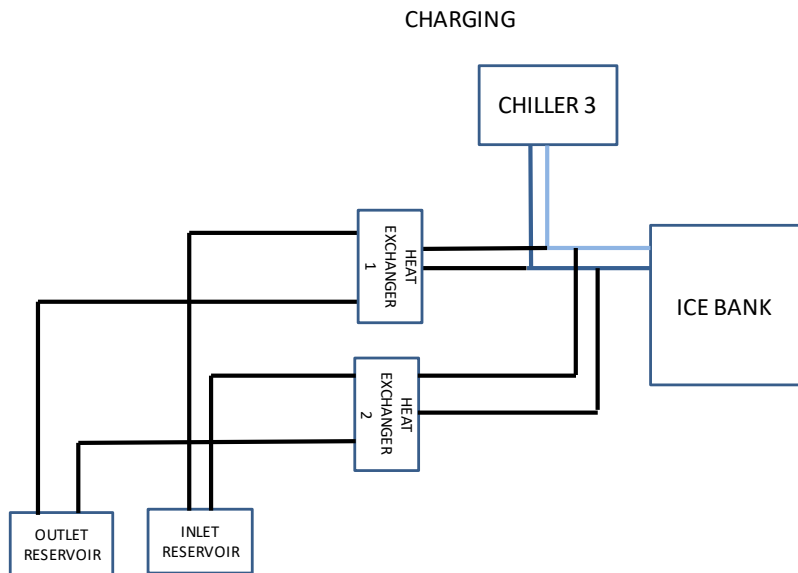 CHARGING
CHILLER 3
HEAT
EXCHANGER
1
ICE BANK
HEAT
EXCHANGER
2
OUTLET
RESERVOIR
INLET
RESERVOIR